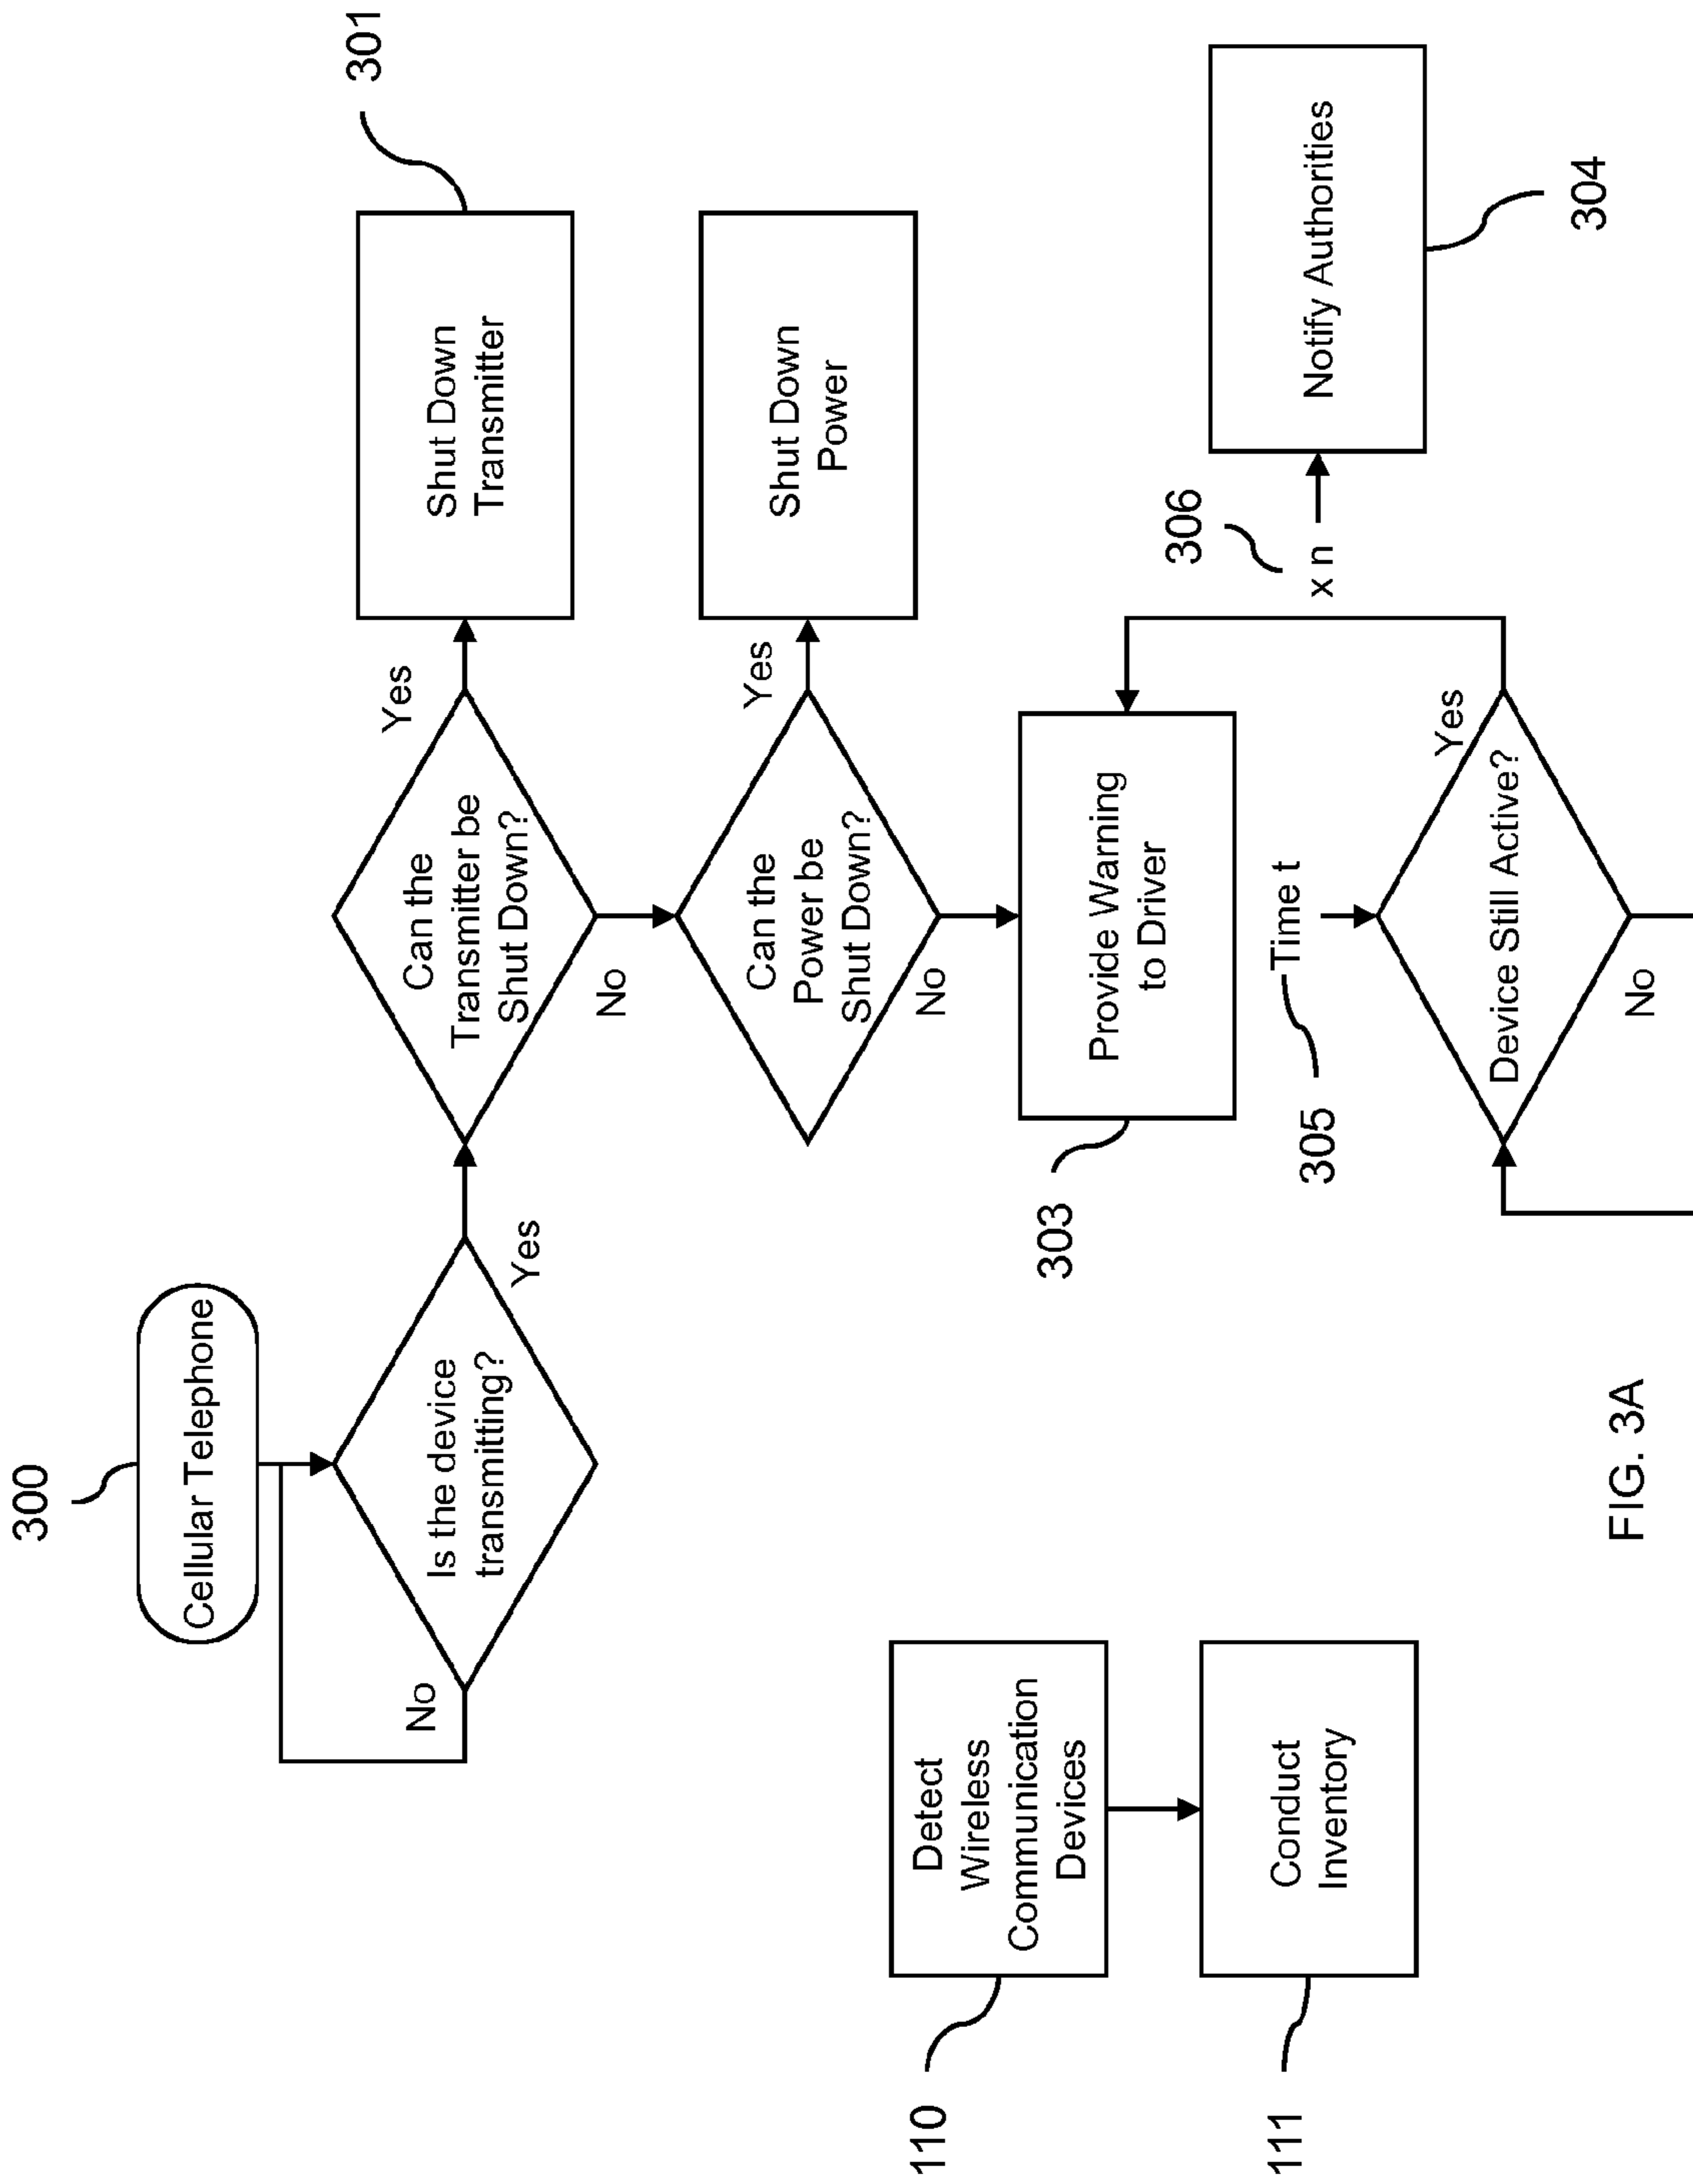 300
Cellular Telephone
Is the device
transmitting?
No
Yes
Can the
Transmitter be
Shut Down?
Yes
No
Shut Down
Transmitter
301
Can the
Power be
Shut Down?
Yes
No
Shut Down
Power
Provide Warning
to Driver
303
305
Time t
306
x n
Notify Authorities
304
Device Still Active?
Yes
No
110
Detect
Wireless
Communication
Devices
111
Conduct
Inventory
FIG. 3A